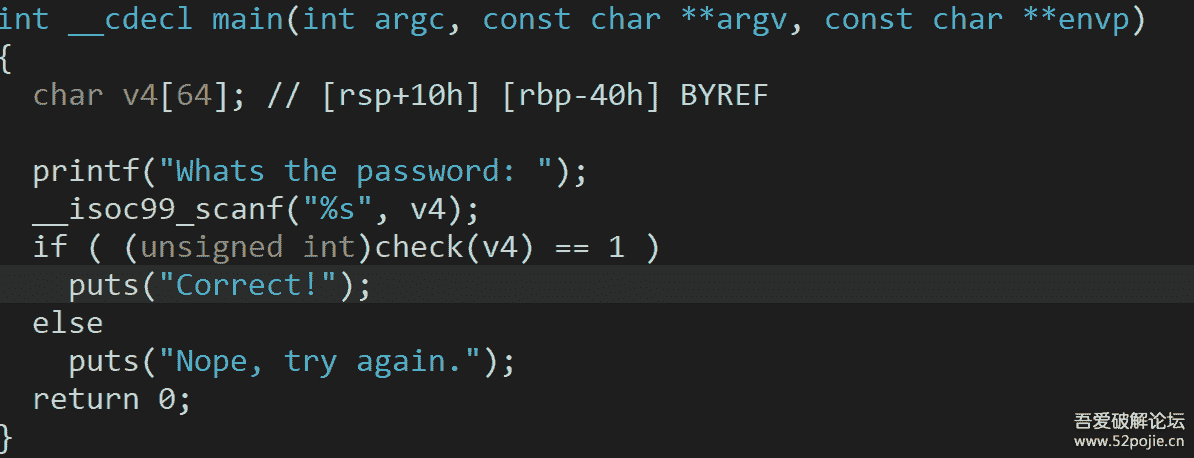 int __cdecl main(int argc, const char **argv, const char **envp)
{
  char v4[64]; // [rsp+10h] [rbp-40h] BYREF

  printf("Whats the password: ");
  __isoc99_scanf("%s", v4);
  if ( (unsigned int)check(v4) == 1 )
    puts("Correct!");
  else
    puts("Nope, try again.");
  return 0;
}
吾爱破解论坛
www.52pojie.cn